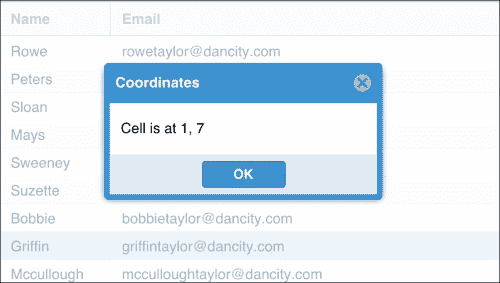 Name Email
Rowe rowetaylor@dancity.com
Peters
Coordinates
Sloan
Cell is at 1, 7
Mays
Sweeney
OK
Suzette
Bobbie bobbietaylor@dancity.com
Griffin griffintaylor@dancity.com
Mccullough mcculloughtaylor@dancity.com